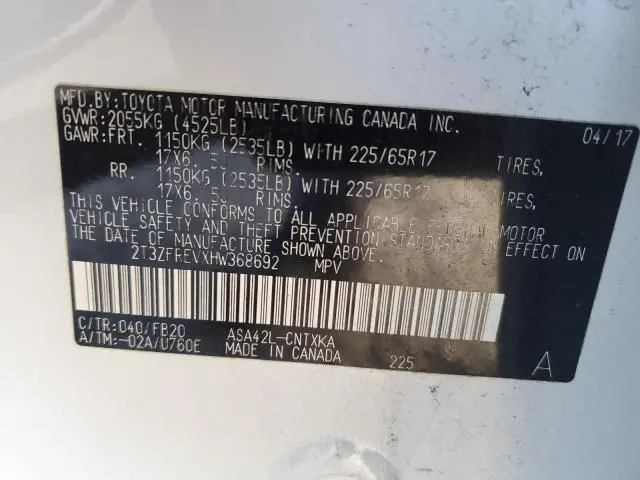 MFD.BY:TOYOTA MOTOR MANUFACTURING CANADA INC. 04/17
GVWR:2055KG (4525LB)
GAWR:FRT. 1150KG (2535LB) WITH 225/65R17 TIRES,
17X6.5J RIMS.
RR. 1150KG (2535LB) WITH 225/65R17 TIRES,
17X6.5J RIMS.
THIS VEHICLE CONFORMS TO ALL APPLICABLE FEDERAL MOTOR
VEHICLE SAFETY AND THEFT PREVENTION STANDARDS IN EFFECT ON
THE DATE OF MANUFACTURE SHOWN ABOVE.
2T3ZFREVXHW368692 MPV
C/TR:040/FB20 ASA42L-CNTXKA
A/TM:-02A/U760E MADE IN CANADA 225 A